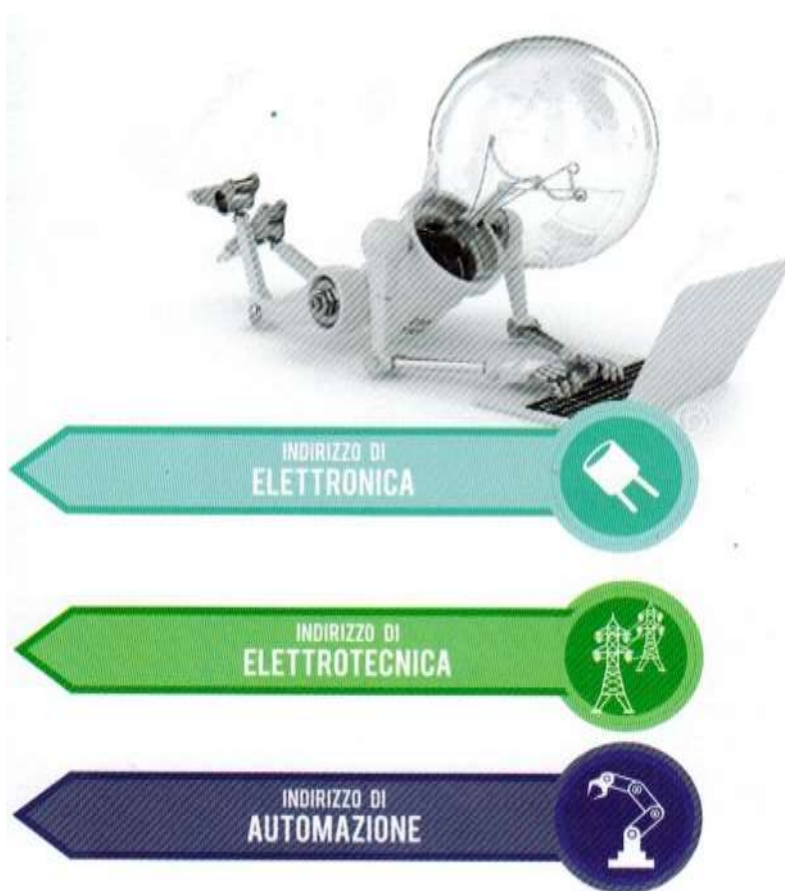 INDIRIZZO DI
ELETTRONICA
INDIRIZZO DI
ELETTROTECNICA
INDIRIZZO DI
AUTOMAZIONE